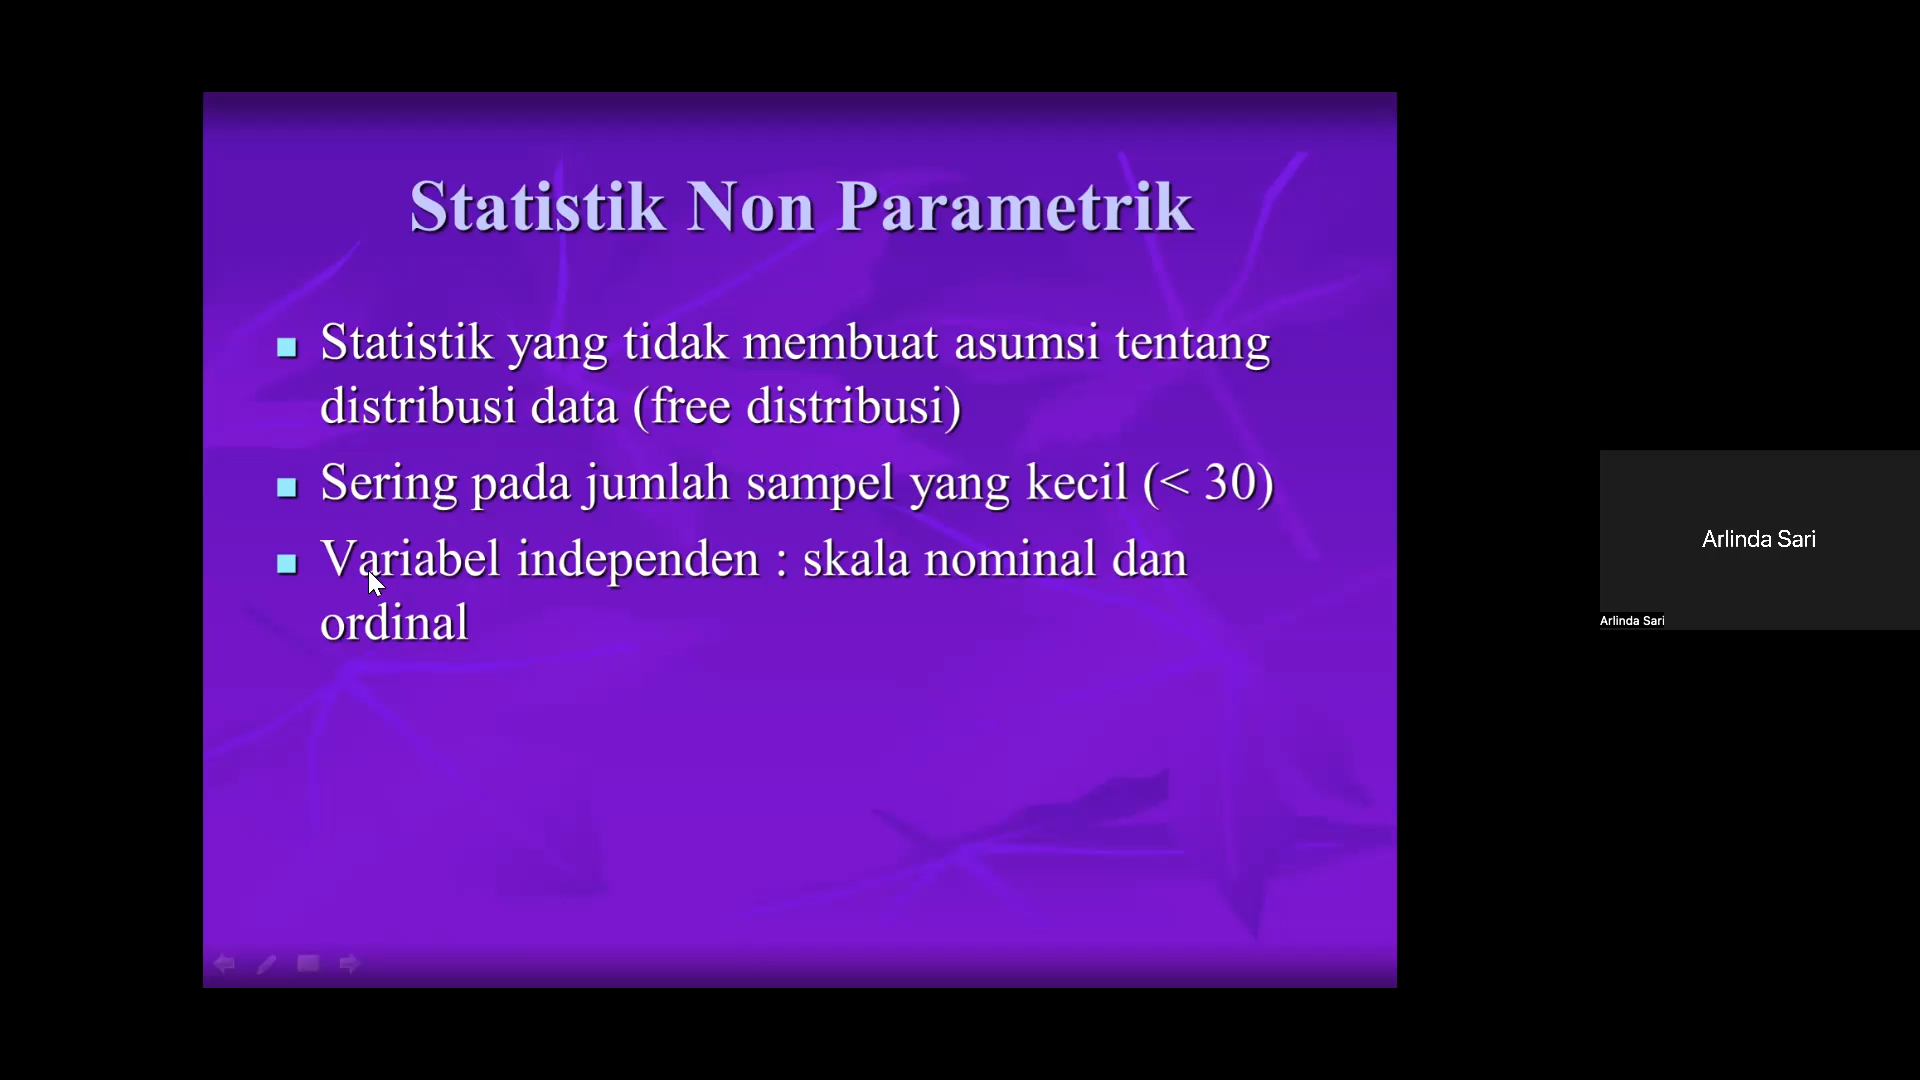 Statistik Non Parametrik
Statistik yang tidak membuat asumsi tentang
distribusi data (free distribusi)
Sering pada jumlah sampel yang kecil (< 30)
Variabel independen : skala nominal dan
ordinal
Arlinda Sari
Arlinda Sari